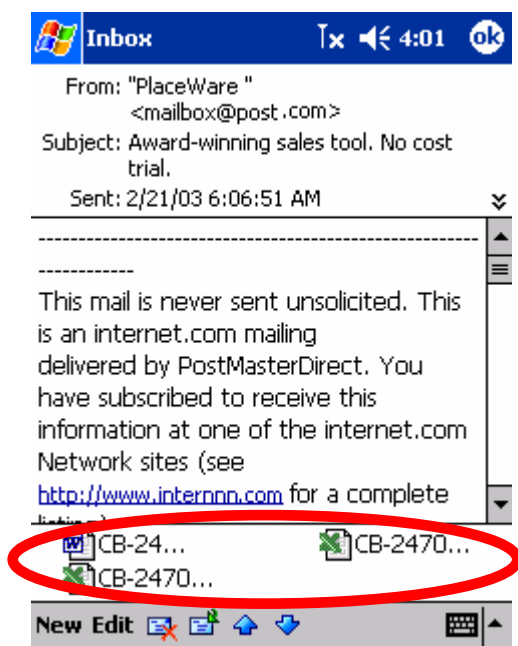 Inbox 4:01 ok
From: "PlaceWare "
<mailbox@post.com>
Subject: Award-winning sales tool. No cost
trial.
Sent: 2/21/03 6:06:51 AM
-------------------------------------------------------
------------
This mail is never sent unsolicited. This
is an internet.com mailing
delivered by PostMasterDirect. You
have subscribed to receive this
information at one of the internet.com
Network sites (see
http://www.internnn.com for a complete
CB-24... CB-2470...
CB-2470...
New Edit